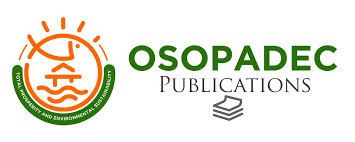 TOTAL PROSPERITY AND ENVIRONMENTAL SUSTAINABILITY
OSOPADEC
PUBLICATIONS